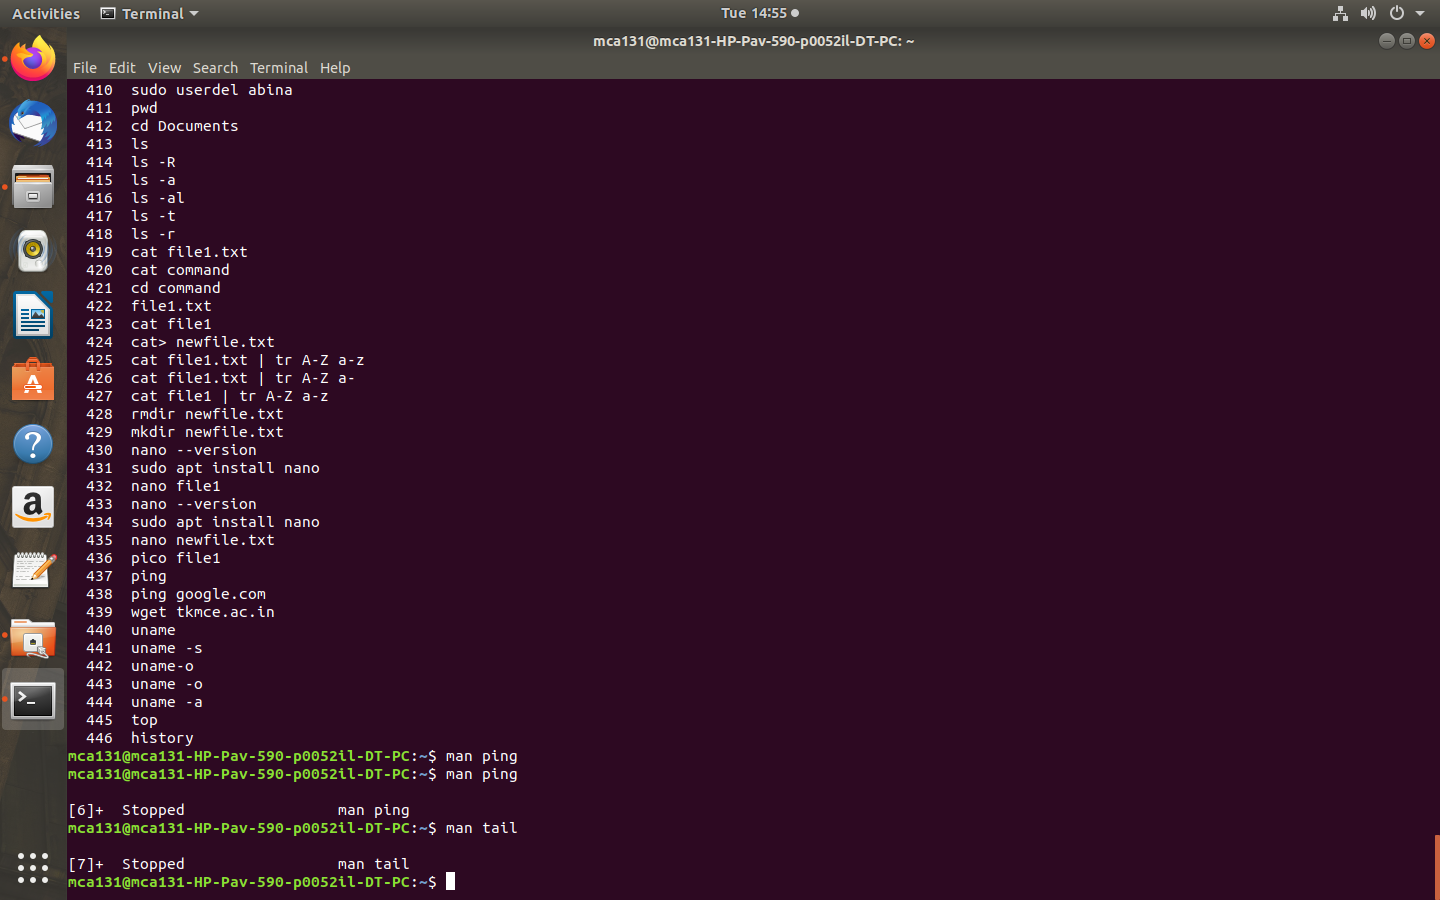 Activities Terminal Tue 14:55
mca131@mca131-HP-Pav-590-p0052il-DT-PC: ~
File Edit View Search Terminal Help
410 sudo userdel abina
411 pwd
412 cd Documents
413 ls
414 ls -R
415 ls -a
416 ls -al
417 ls -t
418 ls -r
419 cat file1.txt
420 cat command
421 cd command
422 file1.txt
423 cat file1
424 cat> newfile.txt
425 cat file1.txt | tr A-Z a-z
426 cat file1.txt | tr A-Z a-
427 cat file1 | tr A-Z a-z
428 rmdir newfile.txt
429 mkdir newfile.txt
430 nano --version
431 sudo apt install nano
432 nano file1
433 nano --version
434 sudo apt install nano
435 nano newfile.txt
436 pico file1
437 ping
438 ping google.com
439 wget tkmce.ac.in
440 uname
441 uname -s
442 uname-o
443 uname -o
444 uname -a
445 top
446 history
mca131@mca131-HP-Pav-590-p0052il-DT-PC:~$ man ping
mca131@mca131-HP-Pav-590-p0052il-DT-PC:~$ man ping
[6]+ Stopped man ping
mca131@mca131-HP-Pav-590-p0052il-DT-PC:~$ man tail
[7]+ Stopped man tail
mca131@mca131-HP-Pav-590-p0052il-DT-PC:~$